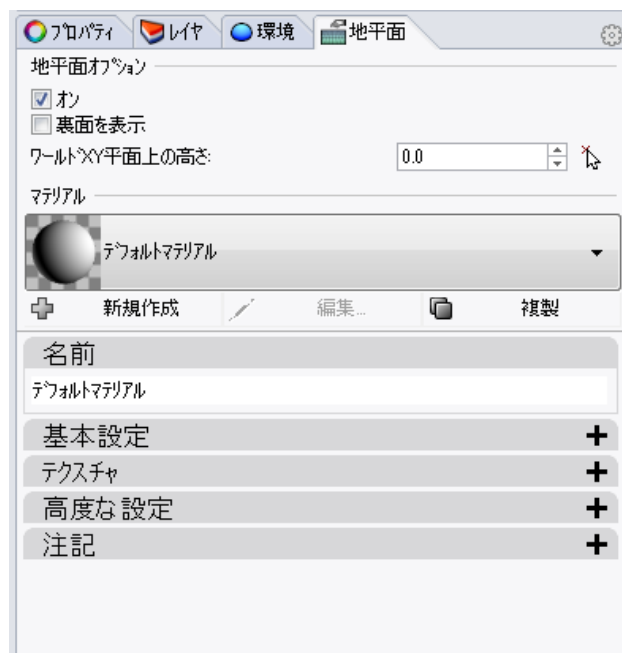 プロパティ レイヤ 環境 地平面
地平面オプション
オン
裏面を表示
ワールドXY平面上の高さ: 0.0
マテリアル
デフォルトマテリアル
新規作成 編集... 複製
名前
デフォルトマテリアル
基本設定
テクスチャ
高度な設定
注記